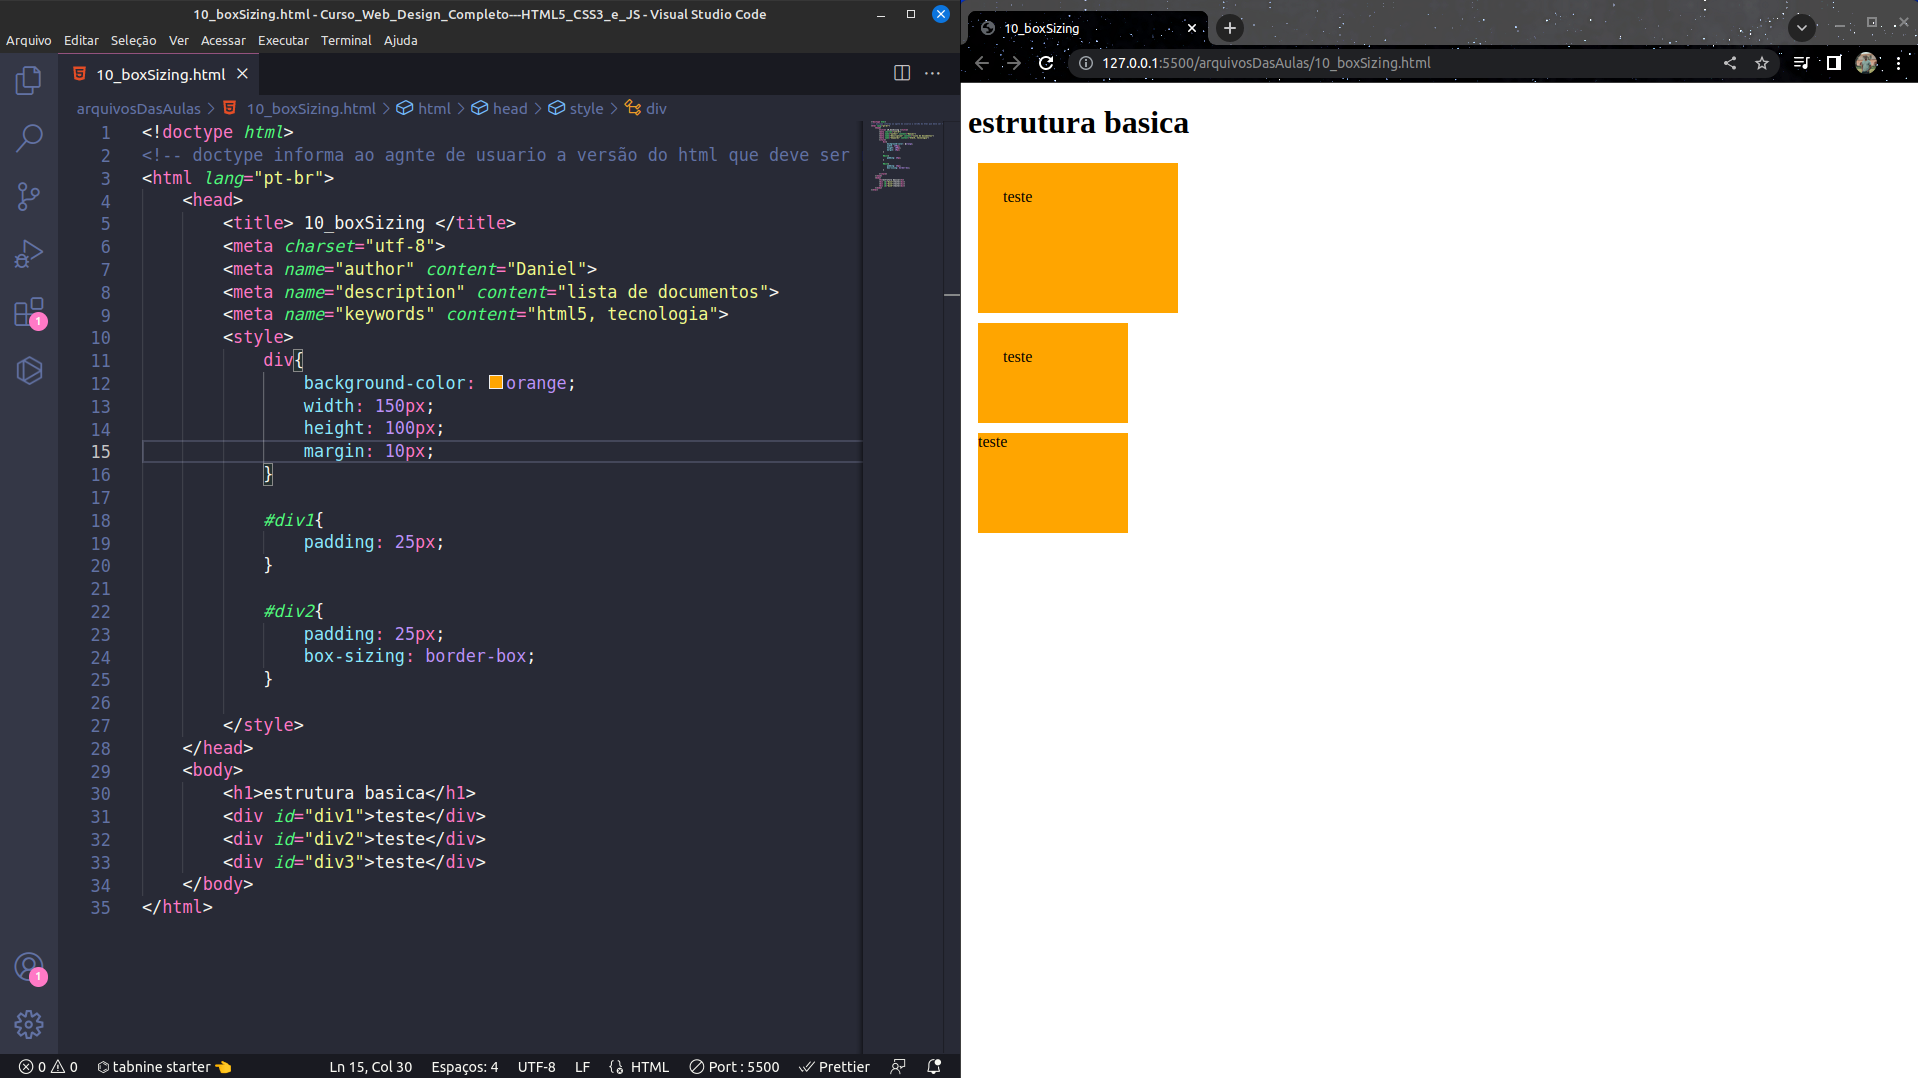 10_boxSizing.html - Curso_Web_Design_Completo---HTML5_CSS3_e_JS - Visual Studio Code
Arquivo Editar Seleção Ver Acessar Executar Terminal Ajuda
10_boxSizing.html
arquivosDasAulas > 10_boxSizing.html > html > head > style > div
1 <!doctype html>
2 <!-- doctype informa ao agnte de usuario a versão do html que deve ser
3 <html lang="pt-br">
4 <head>
5 <title> 10_boxSizing </title>
6 <meta charset="utf-8">
7 <meta name="author" content="Daniel">
8 <meta name="description" content="lista de documentos">
9 <meta name="keywords" content="html5, tecnologia">
10 <style>
11 div{
12 background-color: orange;
13 width: 150px;
14 height: 100px;
15 margin: 10px;
16 }
17
18 #div1{
19 padding: 25px;
20 }
21
22 #div2{
23 padding: 25px;
24 box-sizing: border-box;
25 }
26
27 </style>
28 </head>
29 <body>
30 <h1>estrutura basica</h1>
31 <div id="div1">teste</div>
32 <div id="div2">teste</div>
33 <div id="div3">teste</div>
34 </body>
35 </html>
1
1
0 0 tabnine starter Ln 15, Col 30 Espaços: 4 UTF-8 LF HTML Port : 5500 Prettier
10_boxSizing
127.0.0.1:5500/arquivosDasAulas/10_boxSizing.html
estrutura basica
teste
teste
teste